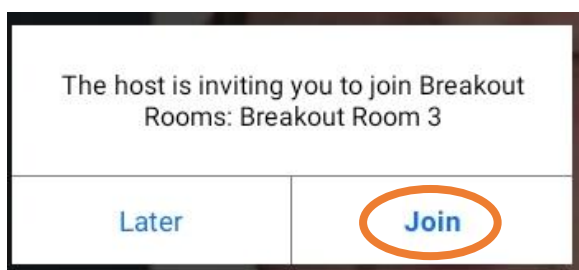 The host is inviting you to join Breakout
Rooms: Breakout Room 3
Later
Join